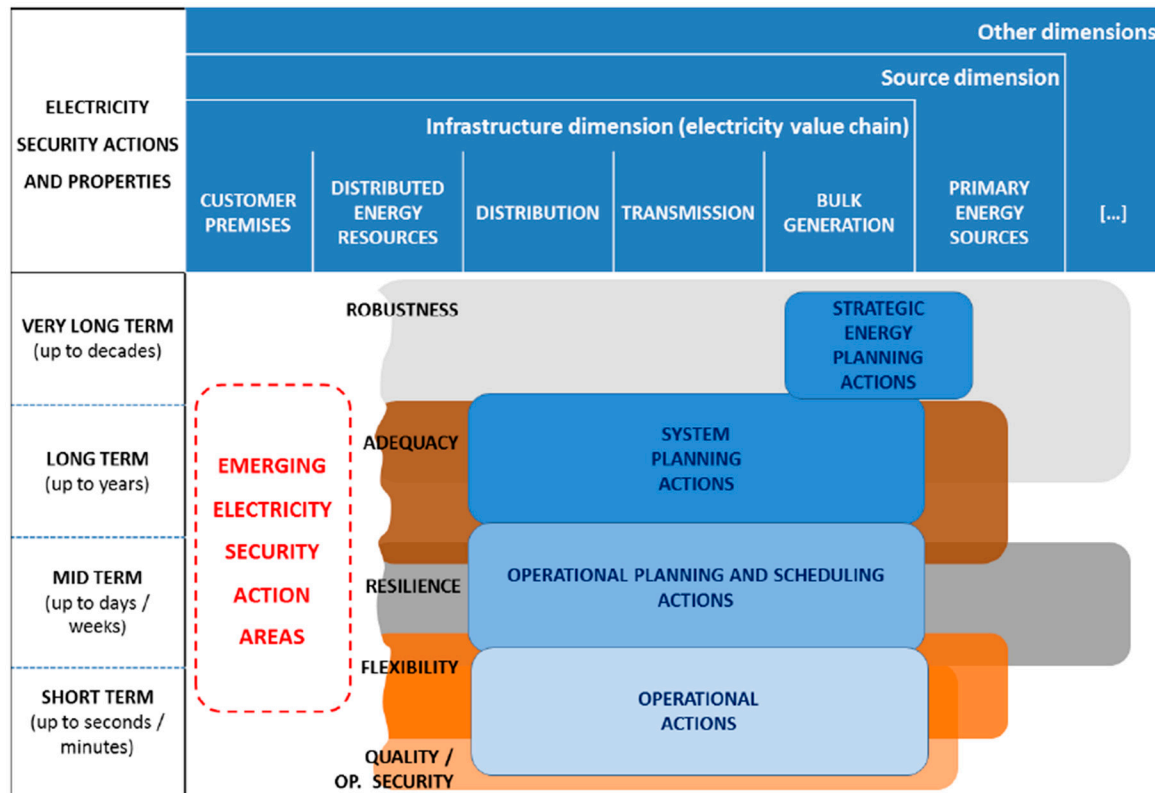 Other dimensions
Source dimension
Infrastructure dimension (electricity value chain)
ELECTRICITY
SECURITY ACTIONS
AND PROPERTIES
CUSTOMER
PREMISES
DISTRIBUTED
ENERGY
RESOURCES
DISTRIBUTION
TRANSMISSION
BULK
GENERATION
PRIMARY
ENERGY
SOURCES
[...]
VERY LONG TERM
(up to decades)
ROBUSTNESS
STRATEGIC
ENERGY
PLANNING
ACTIONS
LONG TERM
(up to years)
ADEQUACY
SYSTEM
PLANNING
ACTIONS
EMERGING
ELECTRICITY
SECURITY
ACTION
AREAS
MID TERM
(up to days /
weeks)
RESILIENCE
OPERATIONAL PLANNING AND SCHEDULING
ACTIONS
FLEXIBILITY
SHORT TERM
(up to seconds /
minutes)
OPERATIONAL
ACTIONS
QUALITY /
OP. SECURITY